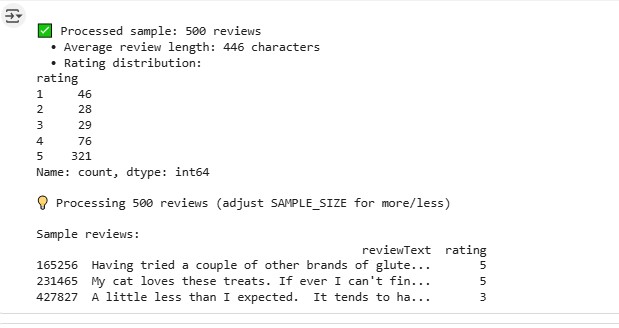 ✅ Processed sample: 500 reviews
• Average review length: 446 characters
• Rating distribution:
rating
1 46
2 28
3 29
4 76
5 321
Name: count, dtype: int64
💡 Processing 500 reviews (adjust SAMPLE_SIZE for more/less)
Sample reviews:
reviewText rating
165256 Having tried a couple of other brands of glute... 5
231465 My cat loves these treats. If ever I can't fin... 5
427827 A little less than I expected. It tends to ha... 3